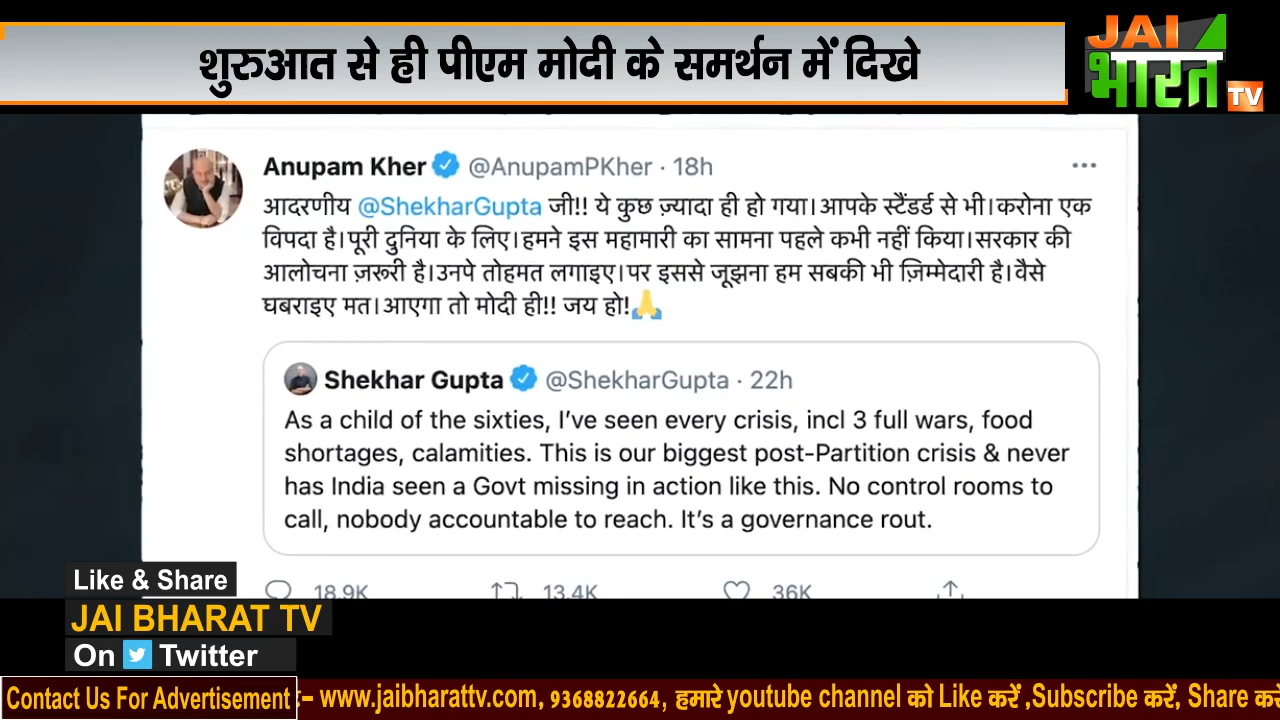 शुरुआत से ही पीएम मोदी के समर्थन में दिखे
JAI
भारत
TV
Anupam Kher @AnupamPKher · 18h
आदरणीय @ShekharGupta जी!! ये कुछ ज़्यादा ही हो गया।आपके स्टैंडर्ड से भी।करोना एक
विपदा है।पूरी दुनिया के लिए।हमने इस महामारी का सामना पहले कभी नहीं किया।सरकार की
आलोचना ज़रूरी है।उनपे तोहमत लगाइए।पर इससे जूझना हम सबकी भी ज़िम्मेदारी है।वैसे
घबराइए मत।आएगा तो मोदी ही!! जय हो!🙏
Shekhar Gupta @ShekharGupta · 22h
As a child of the sixties, I've seen every crisis, incl 3 full wars, food
shortages, calamities. This is our biggest post-Partition crisis & never
has India seen a Govt missing in action like this. No control rooms to
call, nobody accountable to reach. It's a governance rout.
18.9K 13.4K 36K
Like & Share
JAI BHARAT TV
On Twitter
Contact Us For Advertisement :- www.jaibharattv.com, 9368822664, हमारे youtube channel को Like करें ,Subscribe करें, Share करें